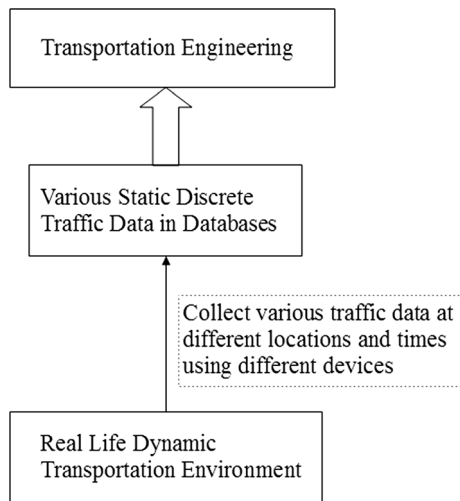 Transportation Engineering
Various Static Discrete
Traffic Data in Databases
Collect various traffic data at
different locations and times
using different devices
Real Life Dynamic
Transportation Environment